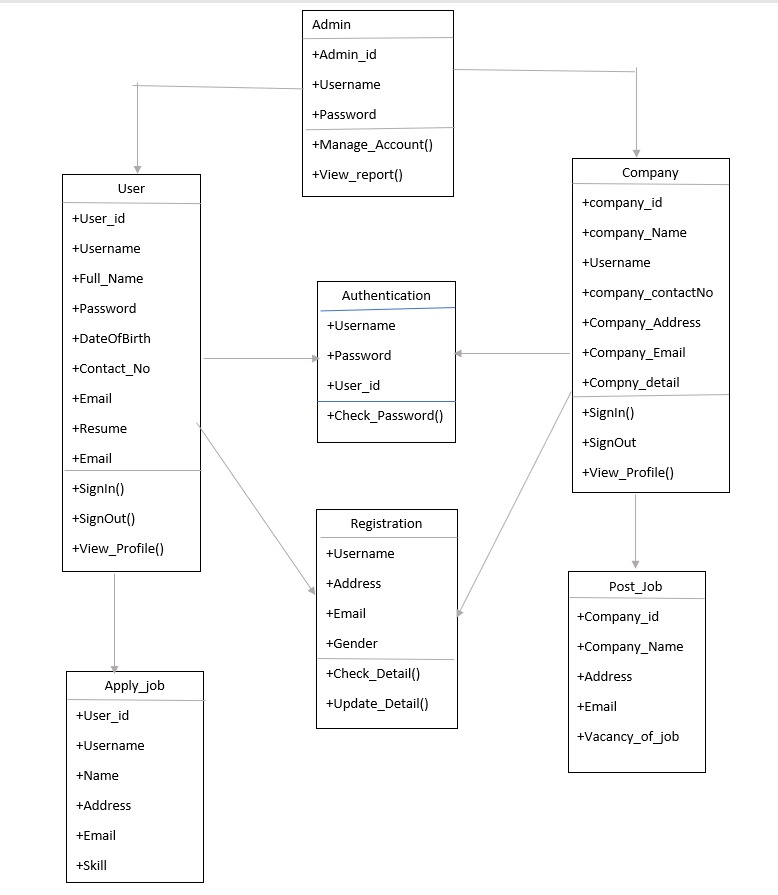 Admin
+Admin_id
+Username
+Password
+Manage_Account()
+View_report()
User
+User_id
+Username
+Full_Name
+Password
+DateOfBirth
+Contact_No
+Email
+Resume
+Email
+SignIn()
+SignOut()
+View_Profile()
Company
+company_id
+company_Name
+Username
+company_contactNo
+Company_Address
+Company_Email
+Compny_detail
+SignIn()
+SignOut
+View_Profile()
Authentication
+Username
+Password
+User_id
+Check_Password()
Registration
+Username
+Address
+Email
+Gender
+Check_Detail()
+Update_Detail()
Post_Job
+Company_id
+Company_Name
+Address
+Email
+Vacancy_of_job
Apply_job
+User_id
+Username
+Name
+Address
+Email
+Skill